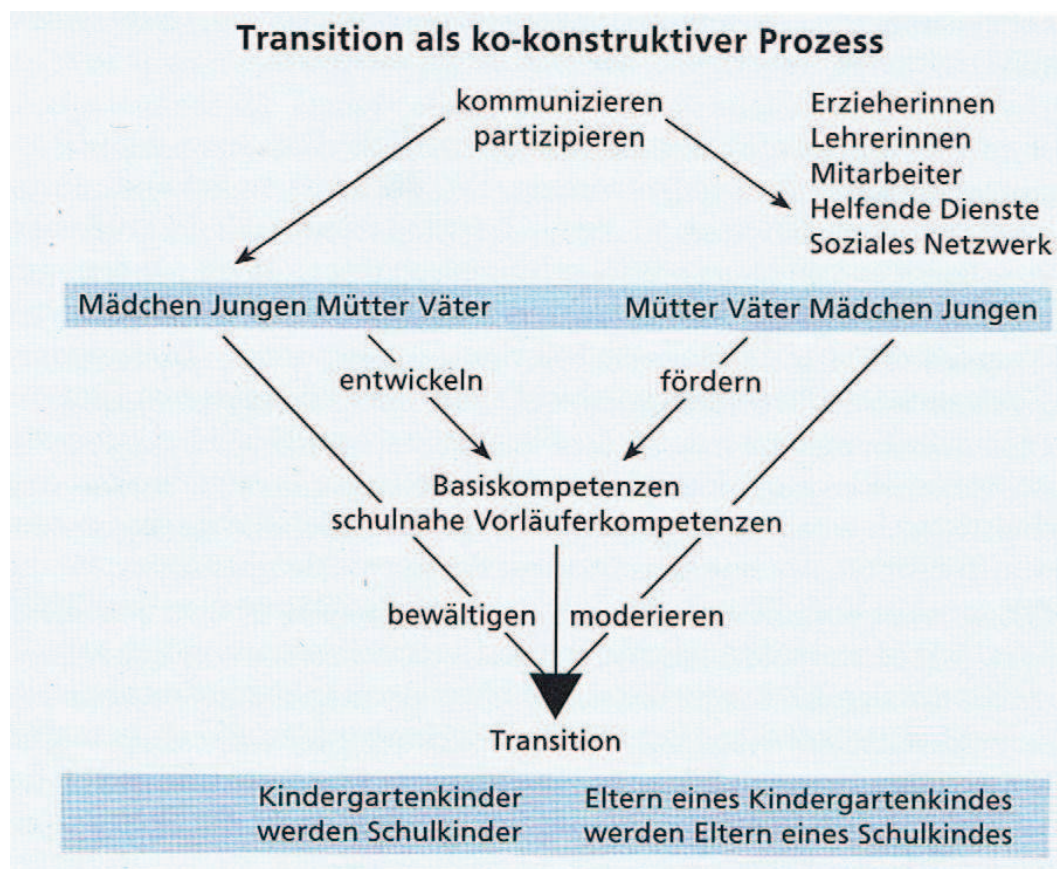 Transition als ko-konstruktiver Prozess
kommunizieren
partizipieren
Erzieherinnen
Lehrerinnen
Mitarbeiter
Helfende Dienste
Soziales Netzwerk
Mädchen Jungen Mütter Väter
Mütter Väter Mädchen Jungen
entwickeln
fördern
Basiskompetenzen
schulnahe Vorläuferkompetenzen
bewältigen
moderieren
Transition
Kindergartenkinder
werden Schulkinder
Eltern eines Kindergartenkindes
werden Eltern eines Schulkindes